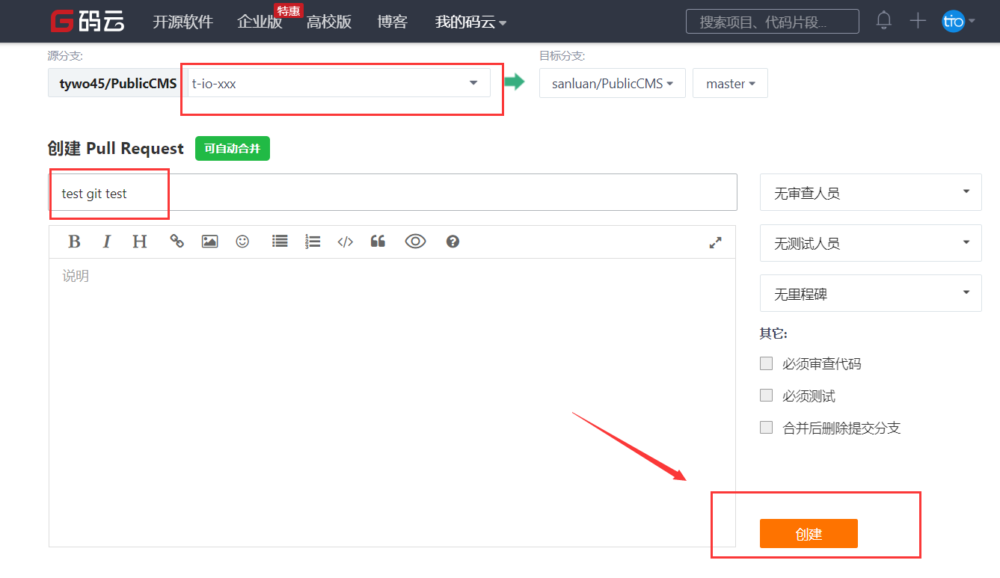 码云 开源软件 企业版 特惠 高校版 博客 我的码云 搜索项目、代码片段... tio
源分支: 目标分支:
tywo45/PublicCMS t-io-xxx sanluan/PublicCMS master
创建 Pull Request 可自动合并
test git test 无审查人员
B I H
无测试人员
说明
无里程碑
其它:
必须审查代码
必须测试
合并后删除提交分支
创建